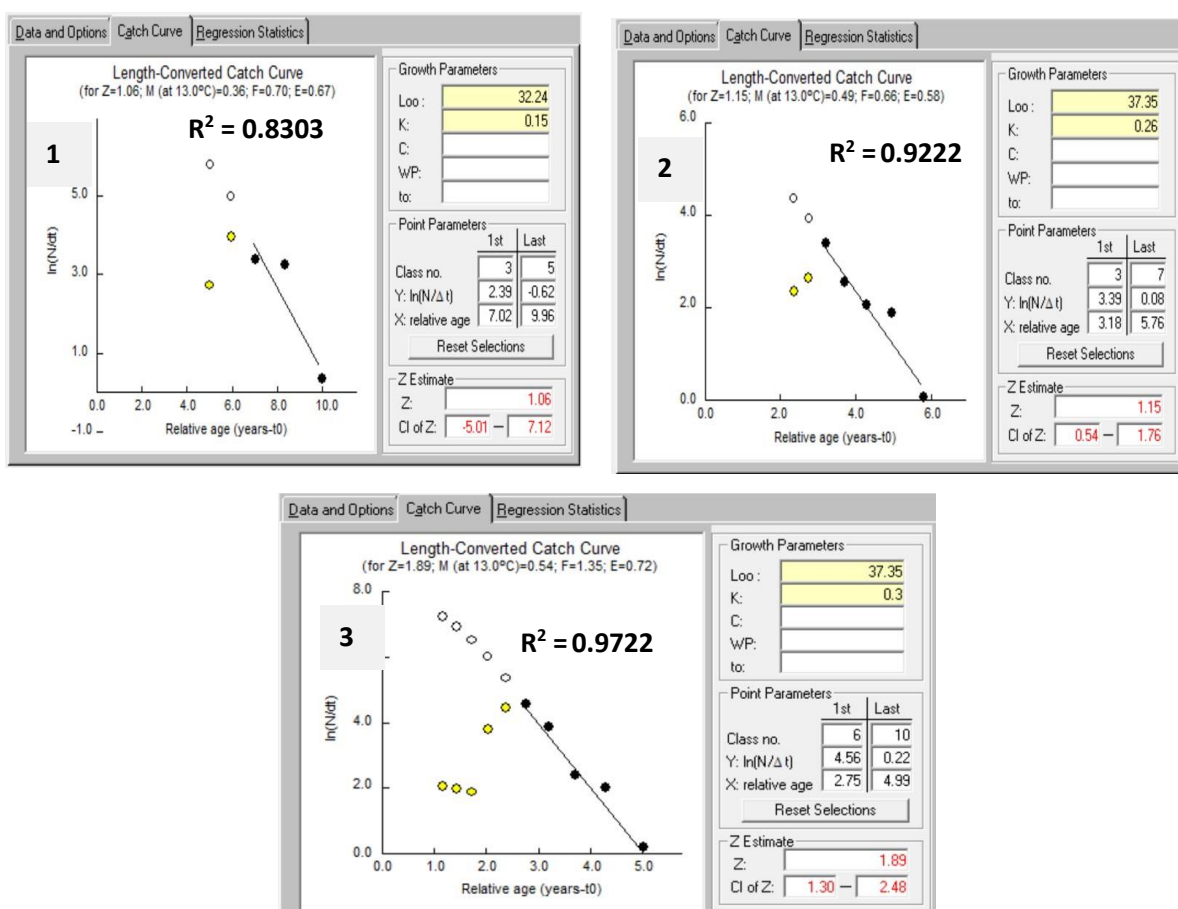 Data and Options Catch Curve Regression Statistics
Length-Converted Catch Curve
(for Z=1.06; M (at 13.0ºC)=0.36; F=0.70; E=0.67)
R² = 0.8303
1
ln(N/dt)
5.0
3.0
1.0
-1.0
0.0 2.0 4.0 6.0 8.0 10.0
Relative age (years-t0)
Growth Parameters
Loo : 32.24
K: 0.15
C:
WP:
to:
Point Parameters
1st Last
Class no. 3 5
Y: ln(N/Δt) 2.39 -0.62
X: relative age 7.02 9.96
Reset Selections
Z Estimate
Z: 1.06
CI of Z: -5.01 — 7.12
Data and Options Catch Curve Regression Statistics
Length-Converted Catch Curve
(for Z=1.15; M (at 13.0ºC)=0.49; F=0.66; E=0.58)
R² = 0.9222
2
ln(N/dt)
6.0
4.0
2.0
0.0
0.0 2.0 4.0 6.0
Relative age (years-t0)
Growth Parameters
Loo : 37.35
K: 0.26
C:
WP:
to:
Point Parameters
1st Last
Class no. 3 7
Y: ln(N/Δt) 3.39 0.08
X: relative age 3.18 5.76
Reset Selections
Z Estimate
Z: 1.15
CI of Z: 0.54 — 1.76
Data and Options Catch Curve Regression Statistics
Length-Converted Catch Curve
(for Z=1.89; M (at 13.0ºC)=0.54; F=1.35; E=0.72)
R² = 0.9722
3
ln(N/dt)
8.0
4.0
2.0
0.0
0.0 1.0 2.0 3.0 4.0 5.0
Relative age (years-t0)
Growth Parameters
Loo : 37.35
K: 0.3
C:
WP:
to:
Point Parameters
1st Last
Class no. 6 10
Y: ln(N/Δt) 4.56 0.22
X: relative age 2.75 4.99
Reset Selections
Z Estimate
Z: 1.89
CI of Z: 1.30 — 2.48